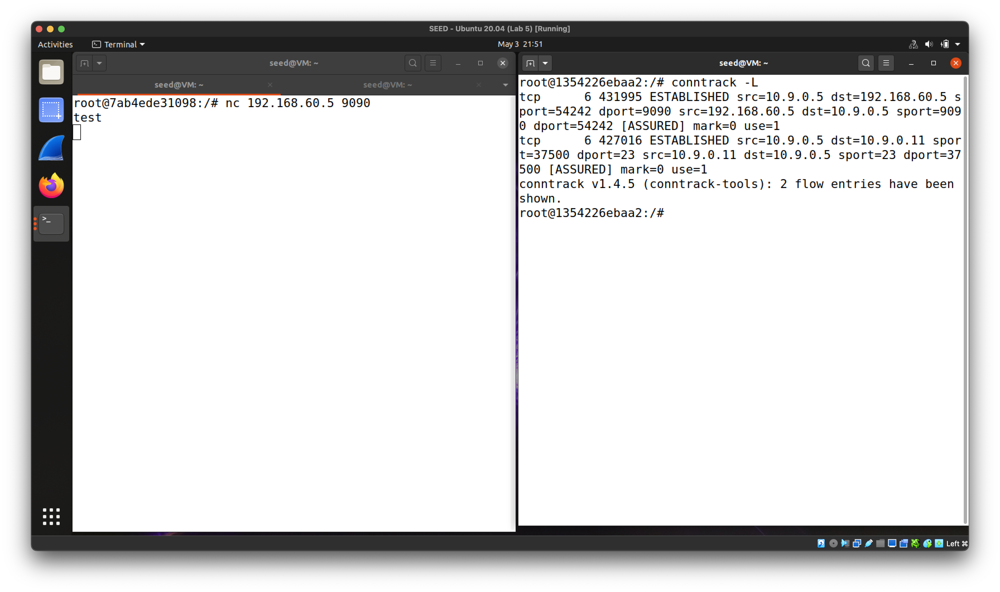 SEED - Ubuntu 20.04 (Lab 5) [Running]
Activities
Terminal
May 3 21:51
seed@VM: ~
seed@VM: ~
seed@VM: ~
root@7ab4ede31098:/# nc 192.168.60.5 9090
test
seed@VM: ~
root@1354226ebaa2:/# conntrack -L
tcp      6 431995 ESTABLISHED src=10.9.0.5 dst=192.168.60.5 s
port=54242 dport=9090 src=192.168.60.5 dst=10.9.0.5 sport=909
0 dport=54242 [ASSURED] mark=0 use=1
tcp      6 427016 ESTABLISHED src=10.9.0.5 dst=10.9.0.11 spor
t=37500 dport=23 src=10.9.0.11 dst=10.9.0.5 sport=23 dport=37
500 [ASSURED] mark=0 use=1
conntrack v1.4.5 (conntrack-tools): 2 flow entries have been
shown.
root@1354226ebaa2:/#
Left ⌘